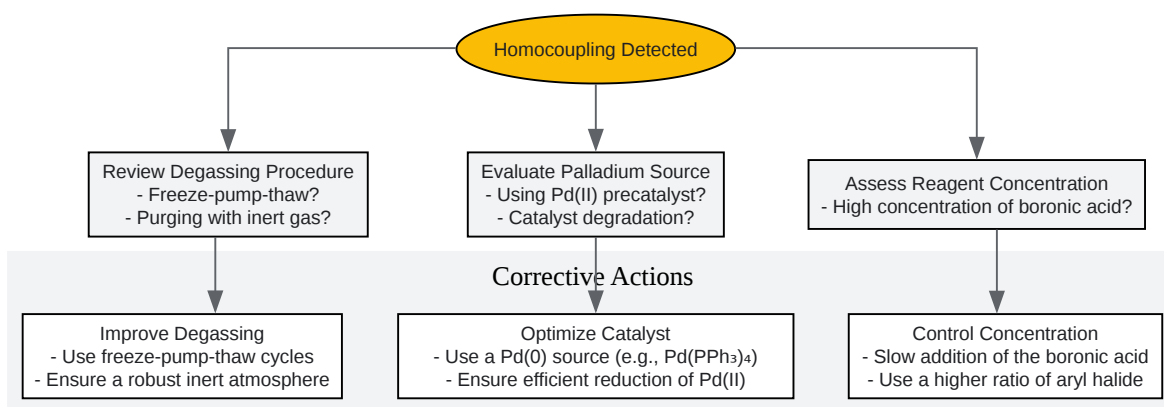 Homocoupling Detected
Review Degassing Procedure
- Freeze-pump-thaw?
- Purging with inert gas?
Evaluate Palladium Source
- Using Pd(II) precatalyst?
- Catalyst degradation?
Assess Reagent Concentration
- High concentration of boronic acid?
Corrective Actions
Improve Degassing
- Use freeze-pump-thaw cycles
- Ensure a robust inert atmosphere
Optimize Catalyst
- Use a Pd(0) source (e.g., Pd(PPh₃)₄)
- Ensure efficient reduction of Pd(II)
Control Concentration
- Slow addition of the boronic acid
- Use a higher ratio of aryl halide